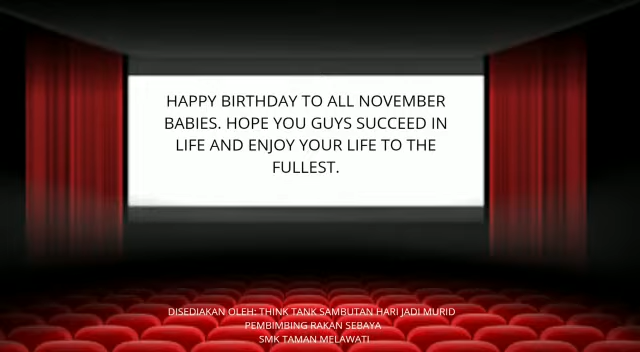 HAPPY BIRTHDAY TO ALL NOVEMBER
BABIES. HOPE YOU GUYS SUCCEED IN
LIFE AND ENJOY YOUR LIFE TO THE
FULLEST.
DISEDIAKAN OLEH: THINK TANK SAMBUTAN HARI JADI MURID
PEMBIMBING RAKAN SEBAYA
SMK TAMAN MELAWATI